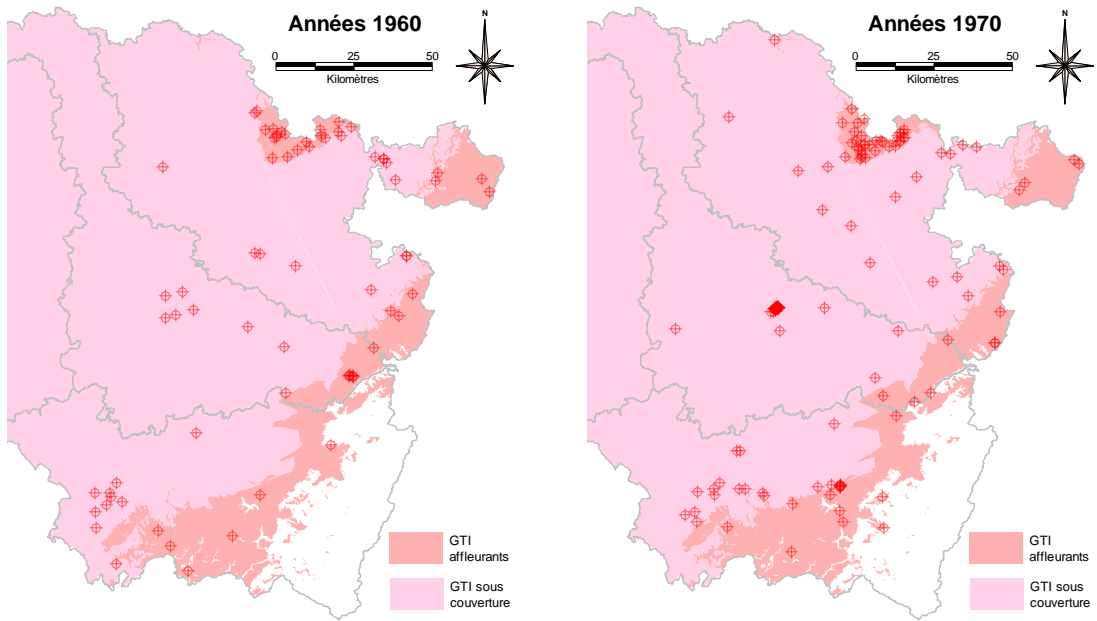 Années 1960
N
0 25 50
Kilomètres
GTI
affleurants
GTI sous
couverture
Années 1970
N
0 25 50
Kilomètres
GTI
affleurants
GTI sous
couverture